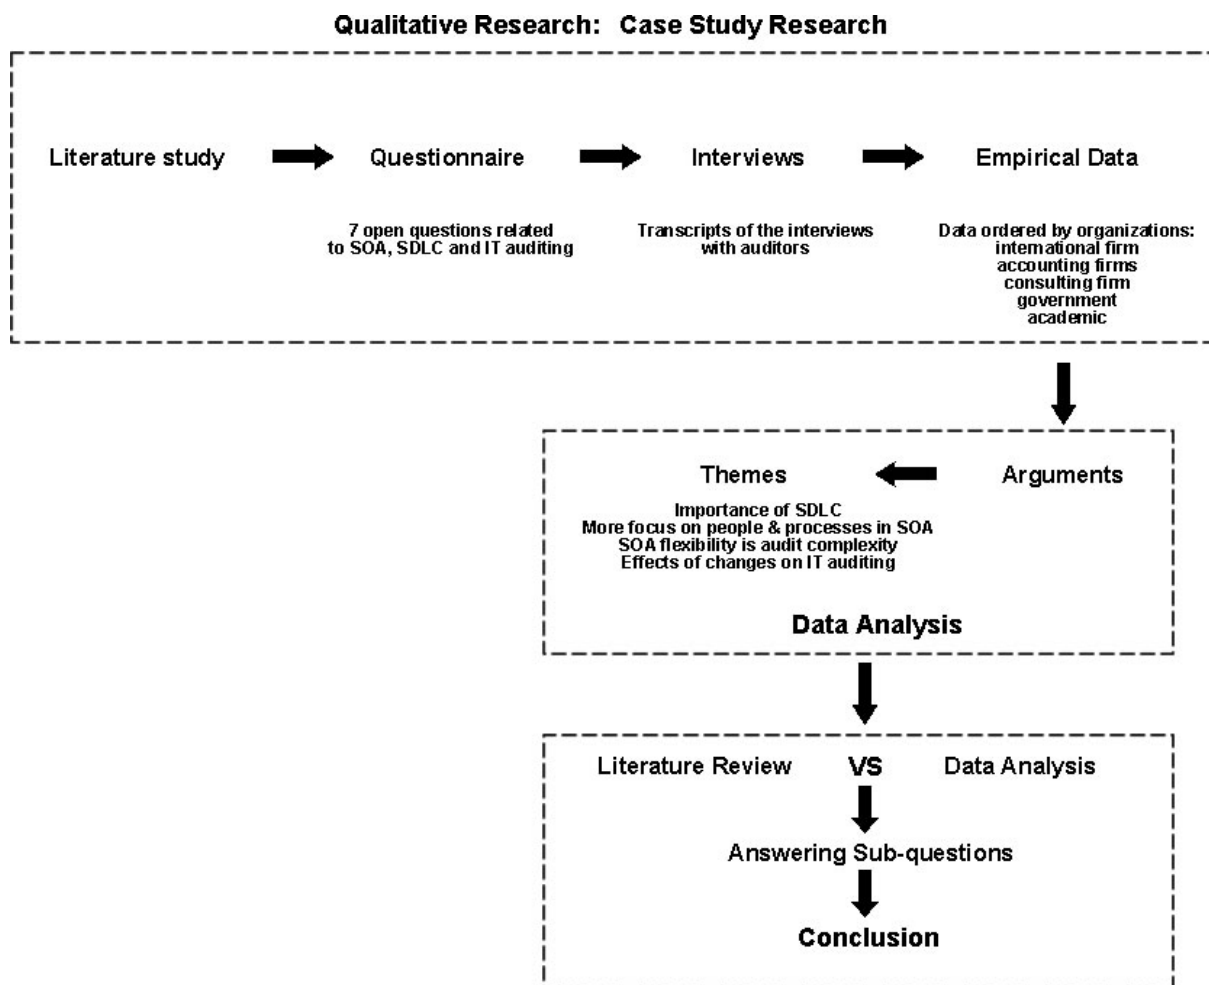 Qualitative Research: Case Study Research
Literature study
Questionnaire
Interviews
Empirical Data
7 open questions related
to SOA, SDLC and IT auditing
Transcripts of the interviews
with auditors
Data ordered by organizations:
international firm
accounting firms
consulting firm
government
academic
Themes
Arguments
Importance of SDLC
More focus on people & processes in SOA
SOA flexibility is audit complexity
Effects of changes on IT auditing
Data Analysis
Literature Review VS Data Analysis
Answering Sub-questions
Conclusion